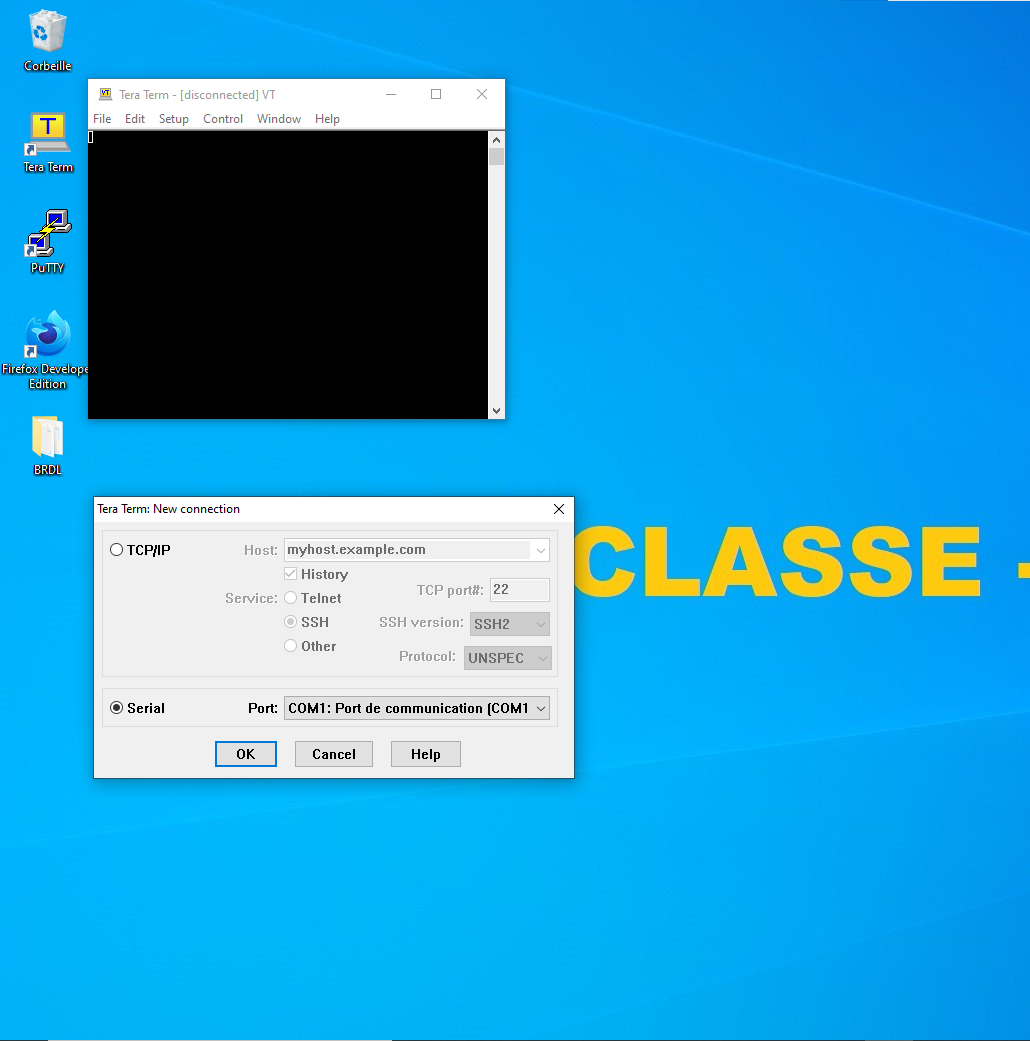 Corbeille
Tera Term
PuTTY
Firefox Develope
Edition
BRDL
Tera Term - [disconnected] VT
File Edit Setup Control Window Help
Tera Term: New connection
TCP/IP
Host: myhost.example.com
History
Service: Telnet
TCP port#: 22
SSH
SSH version: SSH2
Other
Protocol: UNSPEC
Serial
Port: COM1: Port de communication (COM1
OK Cancel Help
CLASSE -